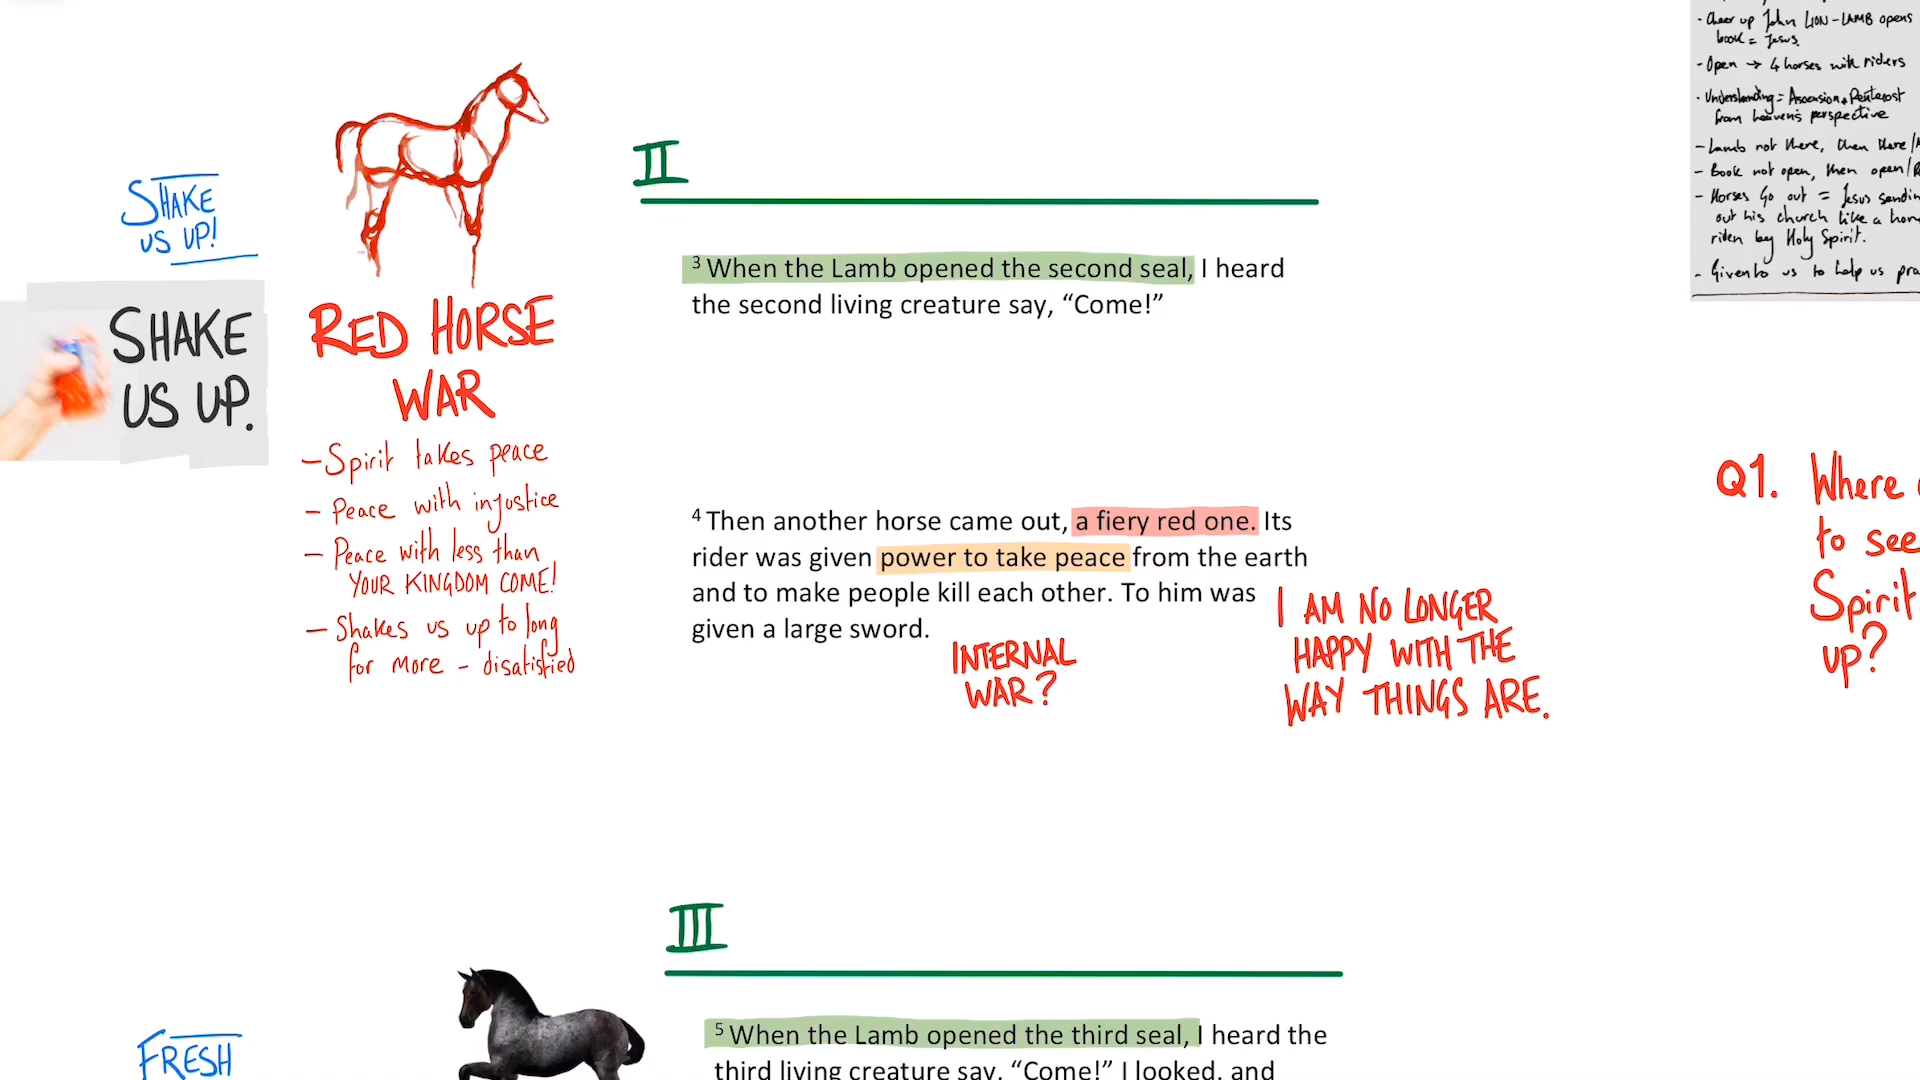 SHAKE
US UP!
SHAKE
US UP.
RED HORSE
WAR
– Spirit takes peace
– Peace with injustice
– Peace with less than
YOUR KINGDOM COME!
– Shakes us up to long
for more – disatisfied
II
3 When the Lamb opened the second seal, I heard
the second living creature say, “Come!”
4 Then another horse came out, a fiery red one. Its
rider was given power to take peace from the earth
and to make people kill each other. To him was
given a large sword.
INTERNAL
WAR?
I AM NO LONGER
HAPPY WITH THE
WAY THINGS ARE.
· Cheer up John LION-LAMB opens
book = Jesus.
- Open → 4 horses with riders
· Understanding = Ascension + Pentecost
from heavens perspective
- Lamb not there, then there/
- Book not open, then open/
- Horses Go out = Jesus
out his church like a
riden by Holy Spirit.
- Given to us to help us
Q1. Where
to see
Spirit
up?
III
FRESH
5 When the Lamb opened the third seal, I heard the
third living creature say, “Come!” I looked, and